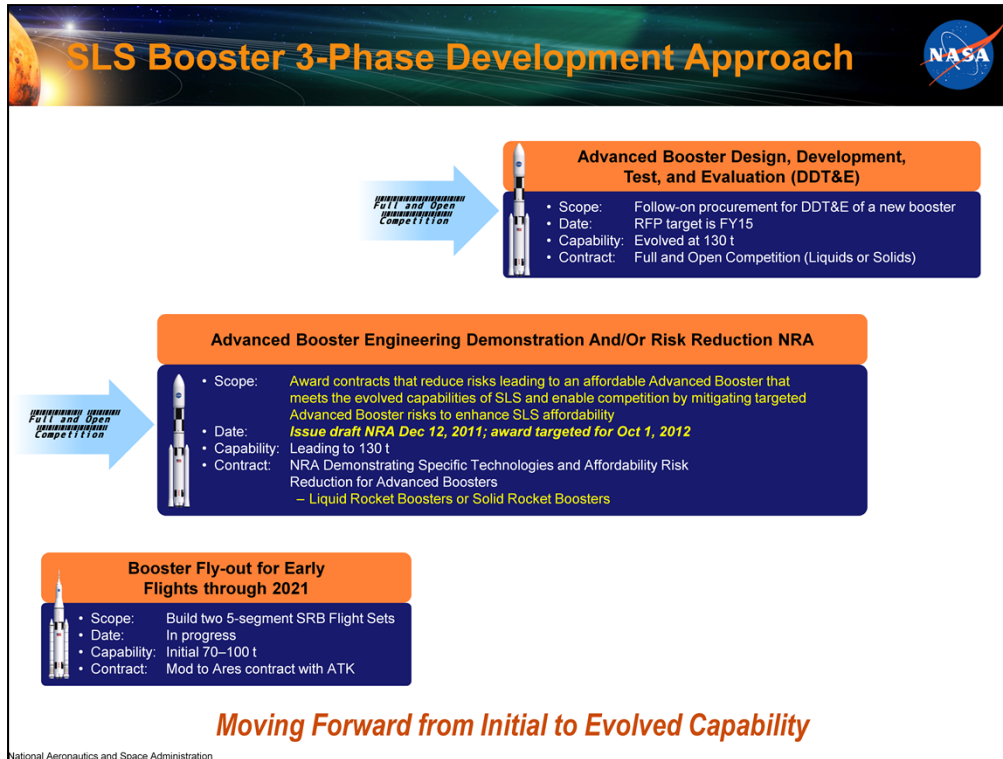 SLS Booster 3-Phase Development Approach
NASA
Advanced Booster Design, Development,
Test, and Evaluation (DDT&E)
Full and Open
Competition
• Scope: Follow-on procurement for DDT&E of a new booster
• Date: RFP target is FY15
• Capability: Evolved at 130 t
• Contract: Full and Open Competition (Liquids or Solids)
Advanced Booster Engineering Demonstration And/Or Risk Reduction NRA
Full and Open
Competition
• Scope: Award contracts that reduce risks leading to an affordable Advanced Booster that
meets the evolved capabilities of SLS and enable competition by mitigating targeted
Advanced Booster risks to enhance SLS affordability
• Date: Issue draft NRA Dec 12, 2011; award targeted for Oct 1, 2012
• Capability: Leading to 130 t
• Contract: NRA Demonstrating Specific Technologies and Affordability Risk
Reduction for Advanced Boosters
– Liquid Rocket Boosters or Solid Rocket Boosters
Booster Fly-out for Early
Flights through 2021
• Scope: Build two 5-segment SRB Flight Sets
• Date: In progress
• Capability: Initial 70–100 t
• Contract: Mod to Ares contract with ATK
Moving Forward from Initial to Evolved Capability
National Aeronautics and Space Administration